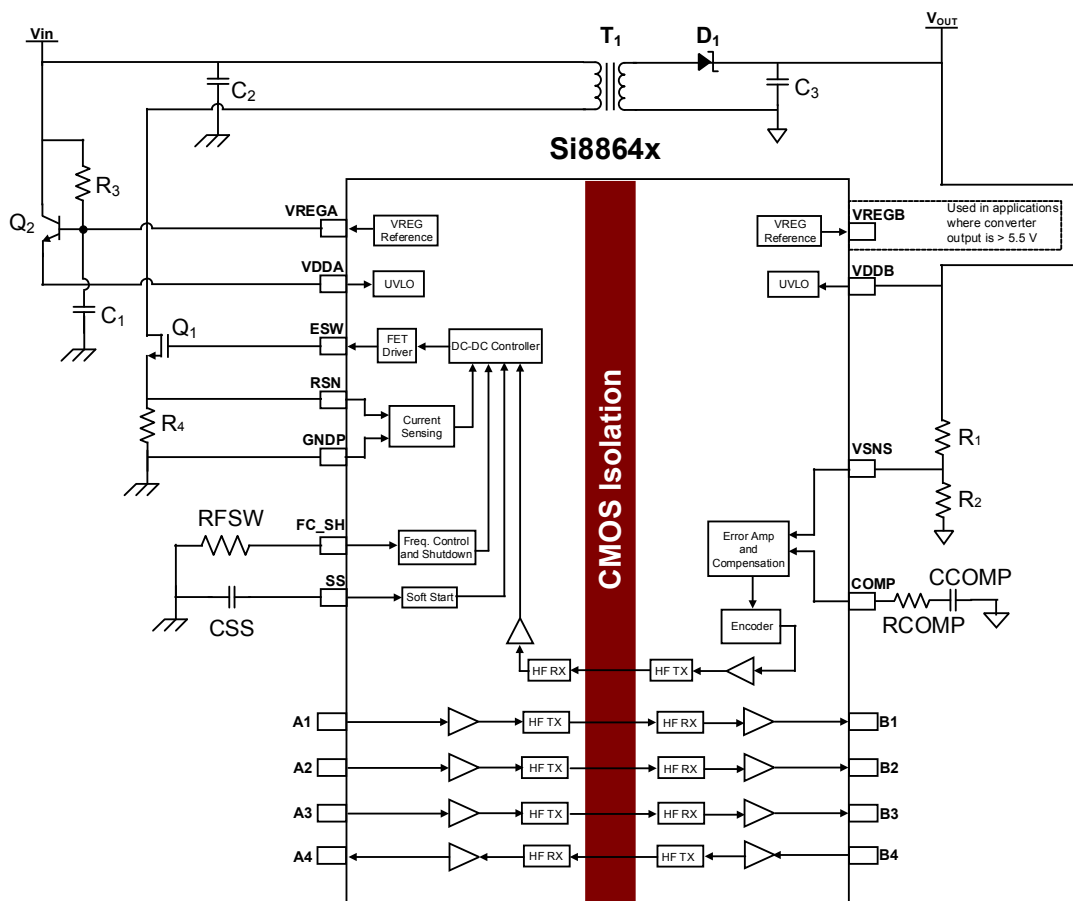 Vin
VOUT
T1
D1
C2
C3
Si8864x
R3
Q2
VREGA
VREG
Reference
VREG
Reference
VREGB
Used in applications
where converter
output is > 5.5 V
VDDA
UVLO
UVLO
VDDB
C1
Q1
ESW
FET
Driver
DC-DC Controller
RSN
Current
Sensing
R4
GNDP
CMOS Isolation
R1
VSNS
R2
RFSW
FC_SH
Freq. Control
and Shutdown
Error Amp
and
Compensation
SS
Soft Start
CSS
COMP
CCOMP
RCOMP
Encoder
HF RX
HF TX
A1
HF TX
HF RX
B1
A2
HF TX
HF RX
B2
A3
HF TX
HF RX
B3
A4
HF RX
HF TX
B4